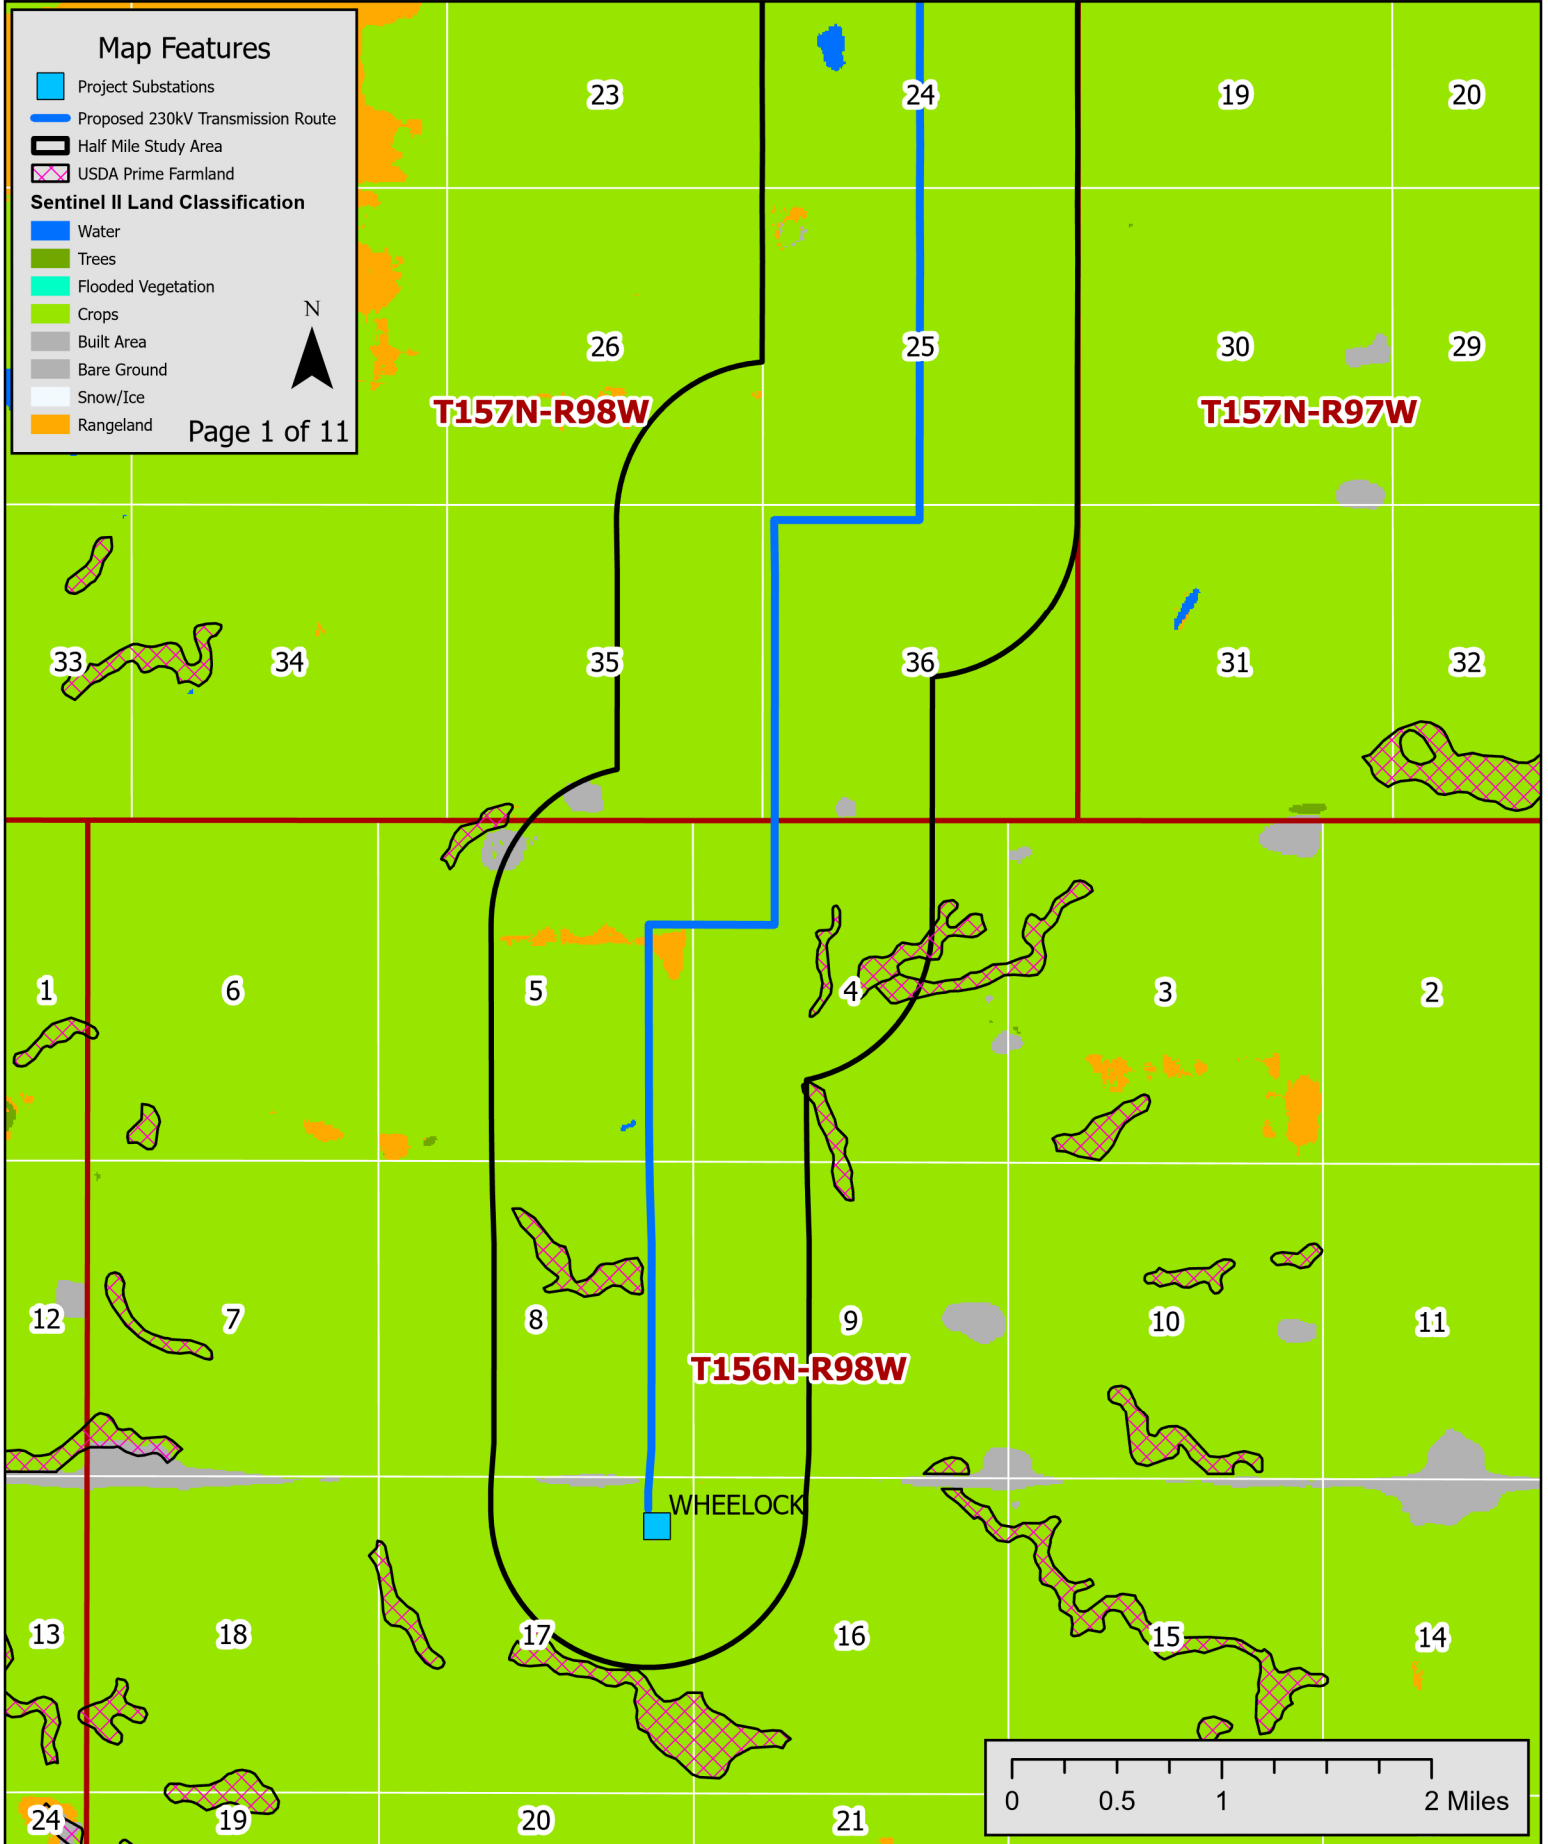 Map Features
Project Substations
Proposed 230kV Transmission Route
Half Mile Study Area
USDA Prime Farmland
Sentinel II Land Classification
Water
Trees
Flooded Vegetation
Crops
Built Area
Bare Ground
Snow/Ice
Rangeland
N
Page 1 of 11
23 24 19 20
26 25 30 29
T157N-R98W T157N-R97W
33 34 35 36 31 32
1 6 5 4 3 2
12 7 8 9 10 11
T156N-R98W
WHEELOCK
13 18 17 16 15 14
0 0.5 1 2 Miles
24 19 20 21